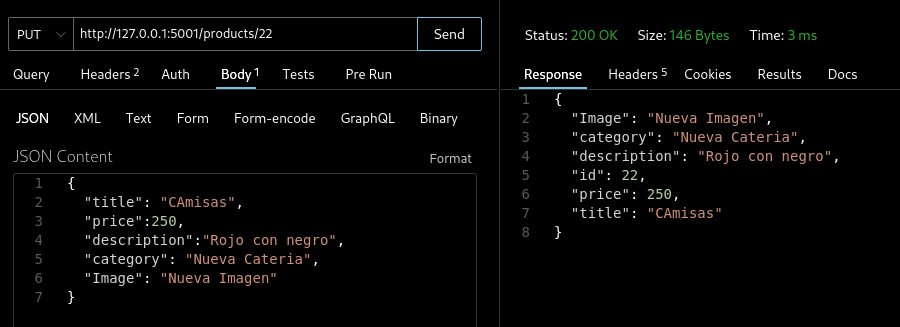 PUT http://127.0.0.1:5001/products/22 Send
Query Headers 2 Auth Body 1 Tests Pre Run
JSON XML Text Form Form-encode GraphQL Binary
JSON Content Format
1 {
2 "title": "CAmisas",
3 "price":250,
4 "description":"Rojo con negro",
5 "category": "Nueva Cateria",
6 "Image": "Nueva Imagen"
7 }
Status: 200 OK Size: 146 Bytes Time: 3 ms
Response Headers 5 Cookies Results Docs
1 {
2 "Image": "Nueva Imagen",
3 "category": "Nueva Cateria",
4 "description": "Rojo con negro",
5 "id": 22,
6 "price": 250,
7 "title": "CAmisas"
8 }